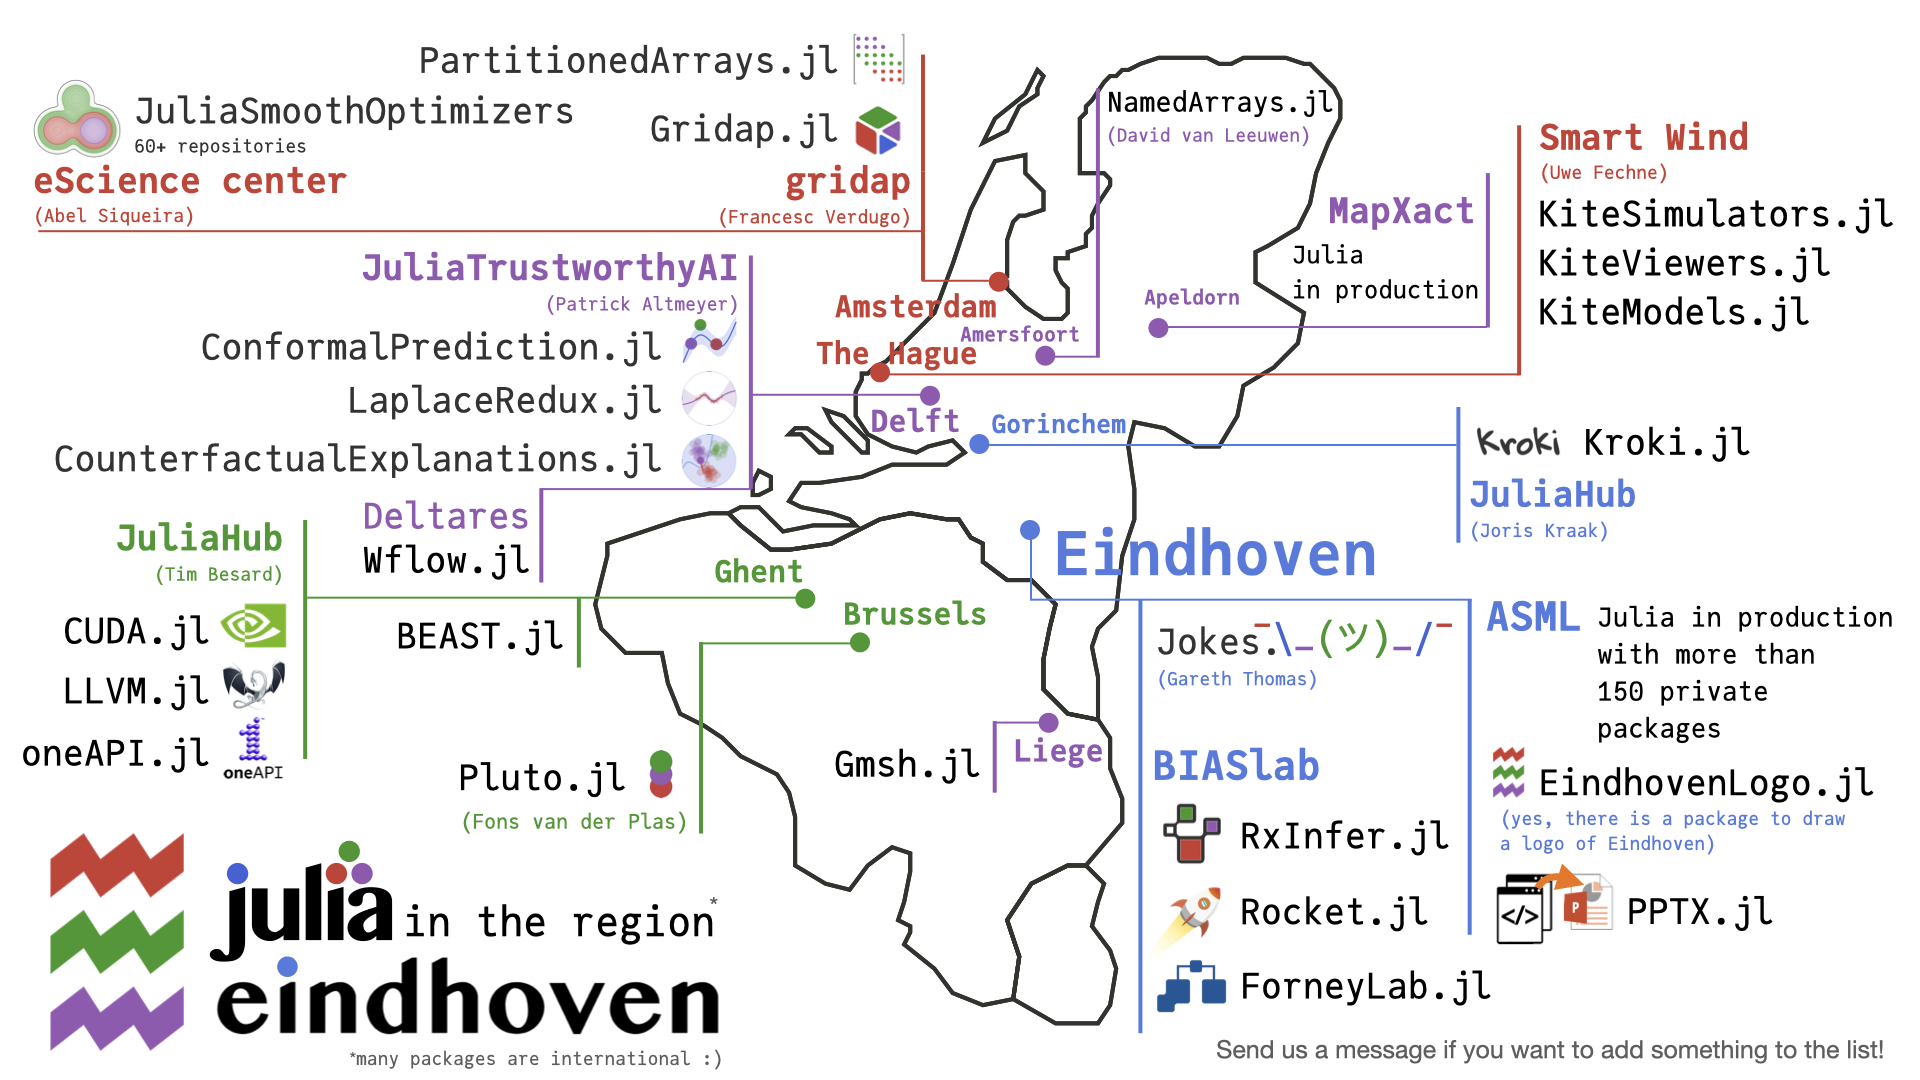 PartitionedArrays.jl
JuliaSmoothOptimizers
60+ repositories
eScience center
(Abel Siqueira)
Gridap.jl
gridap
(Francesc Verdugo)
Amsterdam
NamedArrays.jl
(David van Leeuwen)
Amersfoort
MapXact
Julia
in production
Apeldorn
Smart Wind
(Uwe Fechne)
KiteSimulators.jl
KiteViewers.jl
KiteModels.jl
The Hague
JuliaTrustworthyAI
(Patrick Altmeyer)
ConformalPrediction.jl
LaplaceRedux.jl
CounterfactualExplanations.jl
Delft
Deltares
Wflow.jl
Gorinchem
Kroki Kroki.jl
JuliaHub
(Joris Kraak)
JuliaHub
(Tim Besard)
CUDA.jl
LLVM.jl
oneAPI.jl
1
oneAPI
Ghent
BEAST.jl
Brussels
Pluto.jl
(Fons van der Plas)
Gmsh.jl
Liege
Eindhoven
Jokes.¯\_(ツ)_/¯
(Gareth Thomas)
BIASlab
RxInfer.jl
Rocket.jl
ForneyLab.jl
ASML
Julia in production
with more than
150 private
packages
EindhovenLogo.jl
(yes, there is a package to draw
a logo of Eindhoven)
</>
P
PPTX.jl
julia in the region*
eindhoven
*many packages are international :)
Send us a message if you want to add something to the list!